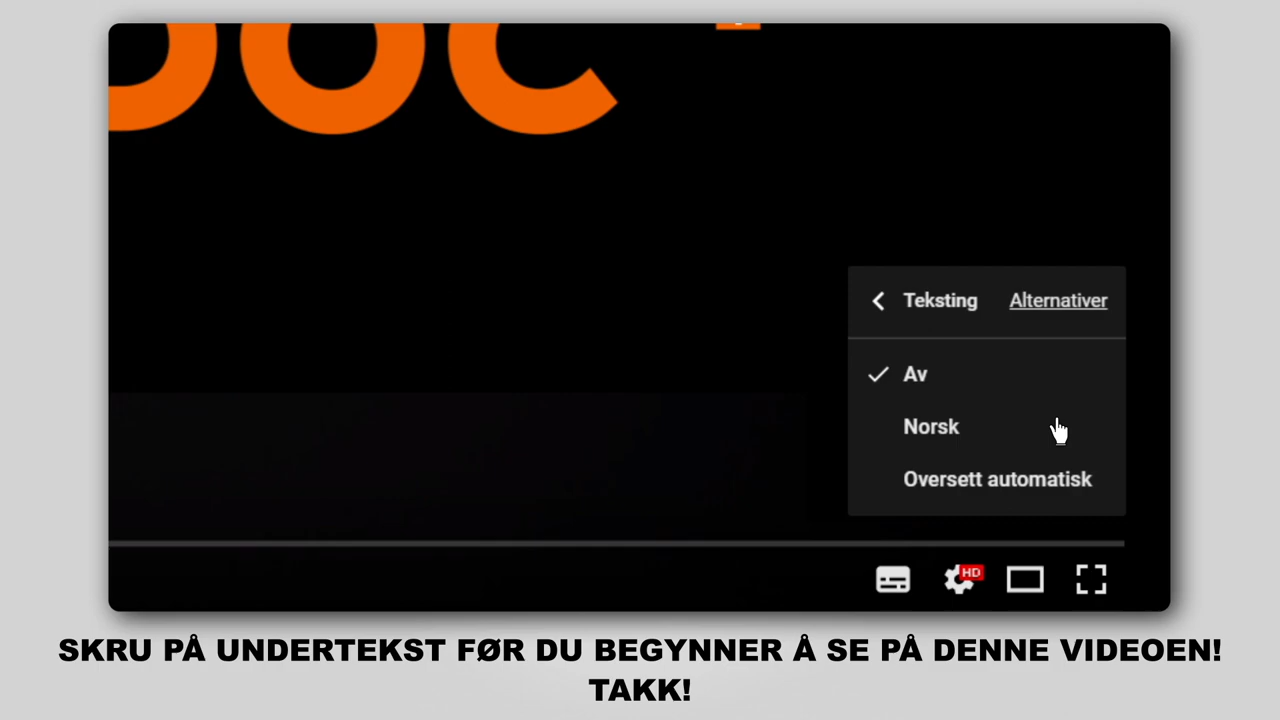 Teksting Alternativer
Av
Norsk
Oversett automatisk
HD
SKRU PÅ UNDERTEKST FØR DU BEGYNNER Å SE PÅ DENNE VIDEOEN!
TAKK!